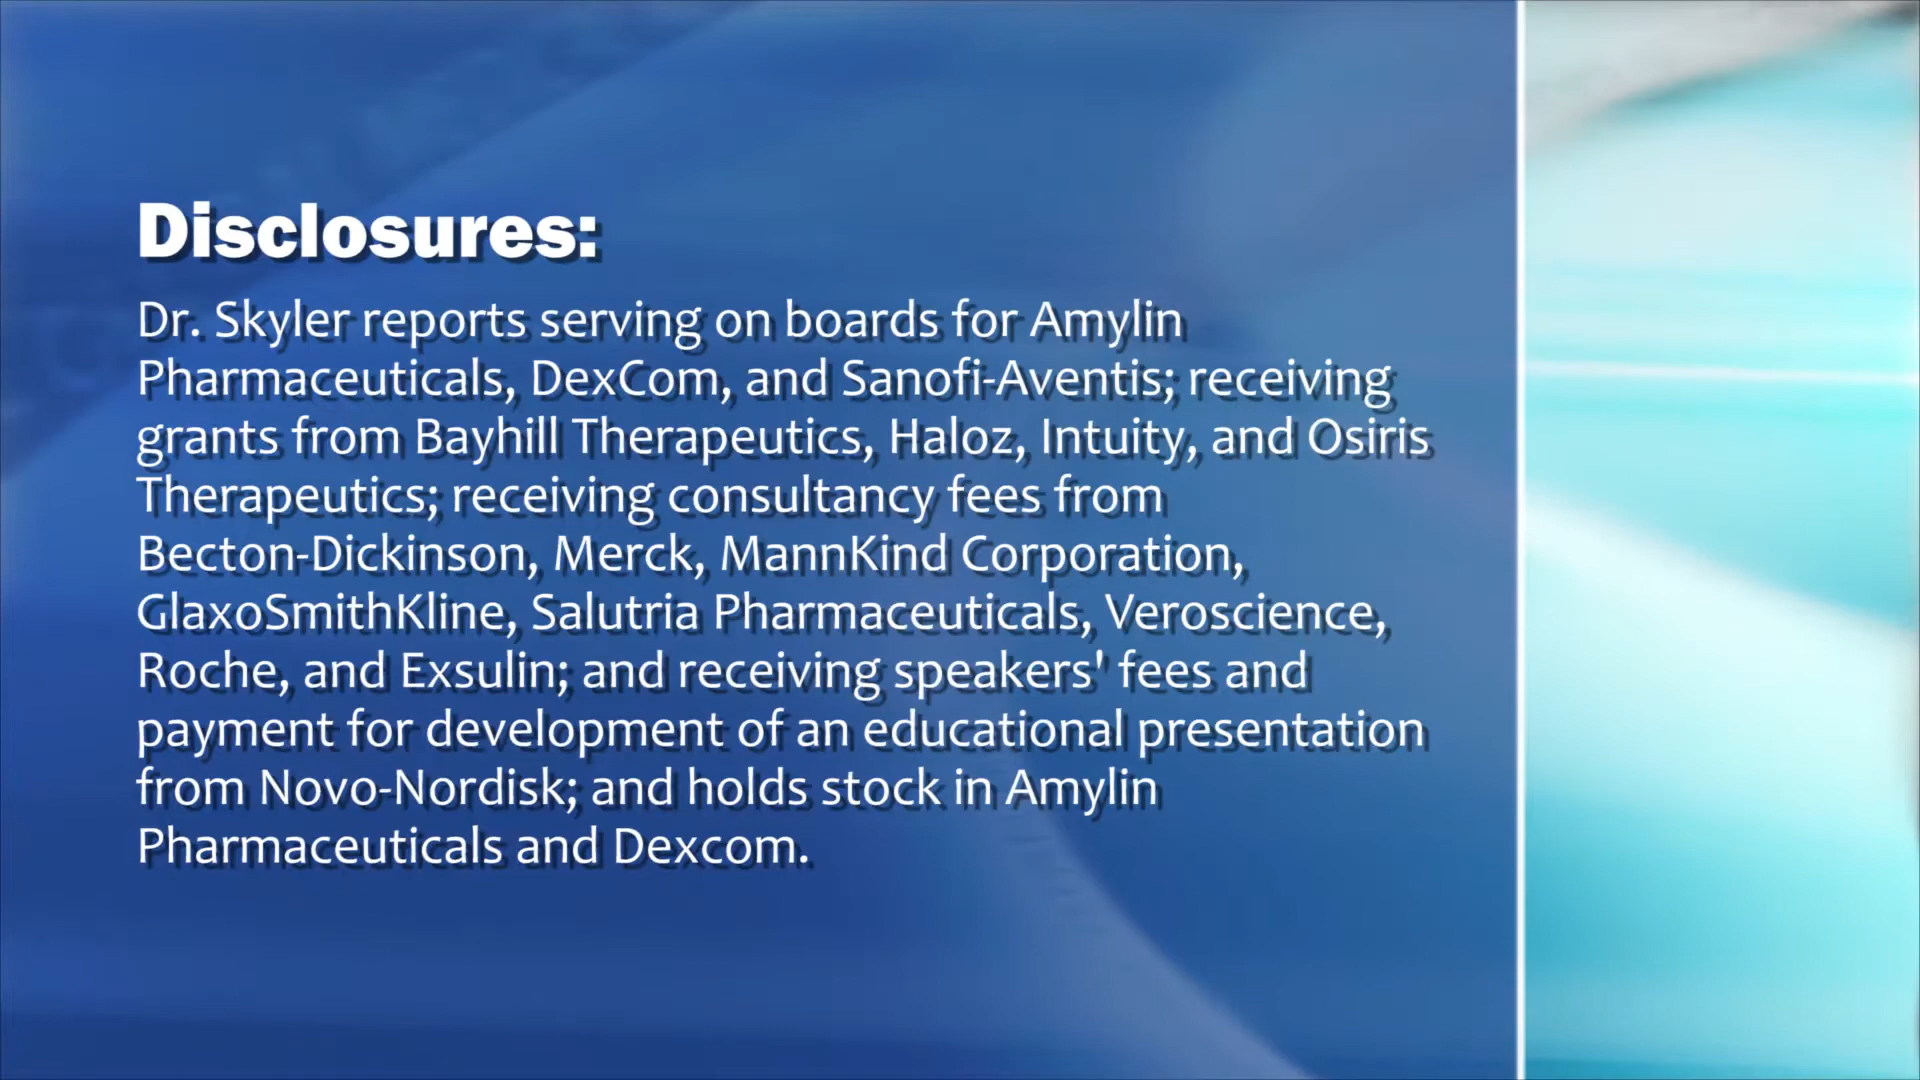 Disclosures:
Dr. Skyler reports serving on boards for Amylin
Pharmaceuticals, DexCom, and Sanofi-Aventis; receiving
grants from Bayhill Therapeutics, Haloz, Intuity, and Osiris
Therapeutics; receiving consultancy fees from
Becton-Dickinson, Merck, MannKind Corporation,
GlaxoSmithKline, Salutria Pharmaceuticals, Veroscience,
Roche, and Exsulin; and receiving speakers' fees and
payment for development of an educational presentation
from Novo-Nordisk; and holds stock in Amylin
Pharmaceuticals and Dexcom.